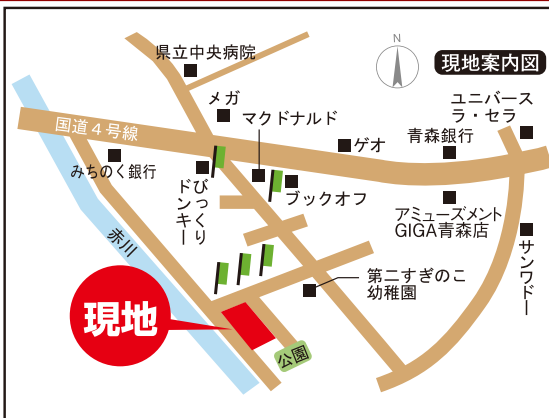 県立中央病院
N
現地案内図
メガ
マクドナルド
ユニバース
ラ・セラ
国道4号線
ゲオ
青森銀行
みちのく銀行
びっくり
ドンキー
ブックオフ
アミューズメント
GIGA青森店
サンワドー
赤川
第二すぎのこ
幼稚園
現地
公園